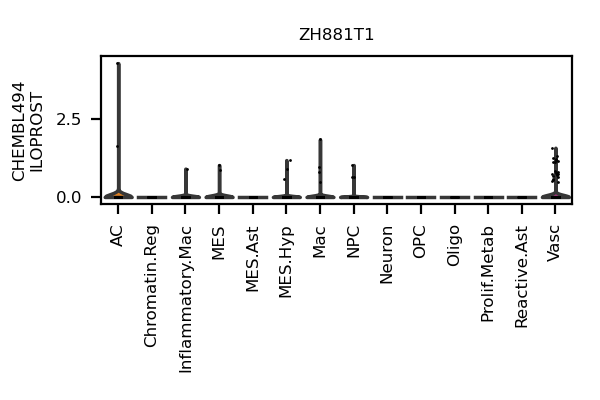 ZH881T1
CHEMBL494
ILOPROST
2.5
0.0
AC
Chromatin.Reg
Inflammatory.Mac
MES
MES.Ast
MES.Hyp
Mac
NPC
Neuron
OPC
Oligo
Prolif.Metab
Reactive.Ast
Vasc